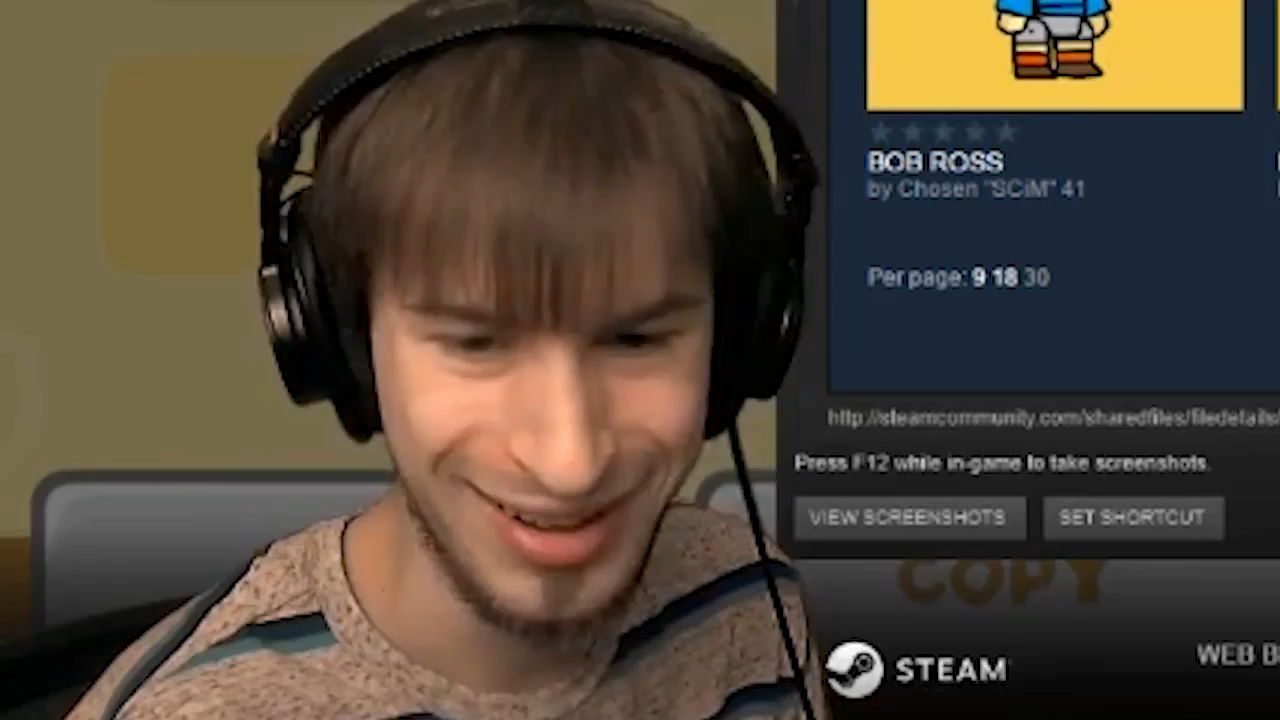 BOB ROSS
by Chosen "SCiM" 41
Per page: 9 18 30
http://steamcommunity.com/sharedfiles/filedetails/
Press F12 while in-game to take screenshots.
VIEW SCREENSHOTS SET SHORTCUT
COPY
STEAM
WEB